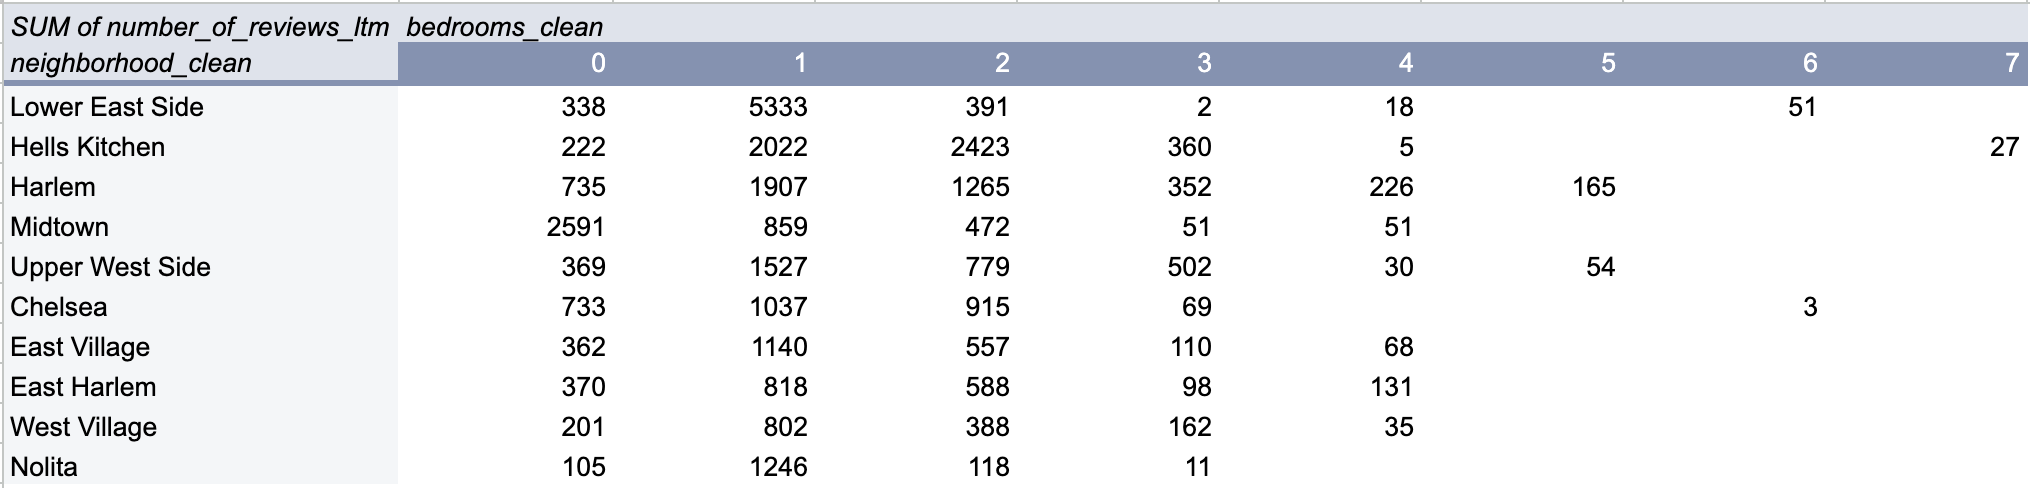 SUM of number_of_reviews_ltm bedrooms_clean
neighborhood_clean 0 1 2 3 4 5 6 7
Lower East Side 338 5333 391 2 18 51
Hells Kitchen 222 2022 2423 360 5 27
Harlem 735 1907 1265 352 226 165
Midtown 2591 859 472 51 51
Upper West Side 369 1527 779 502 30 54
Chelsea 733 1037 915 69 3
East Village 362 1140 557 110 68
East Harlem 370 818 588 98 131
West Village 201 802 388 162 35
Nolita 105 1246 118 11